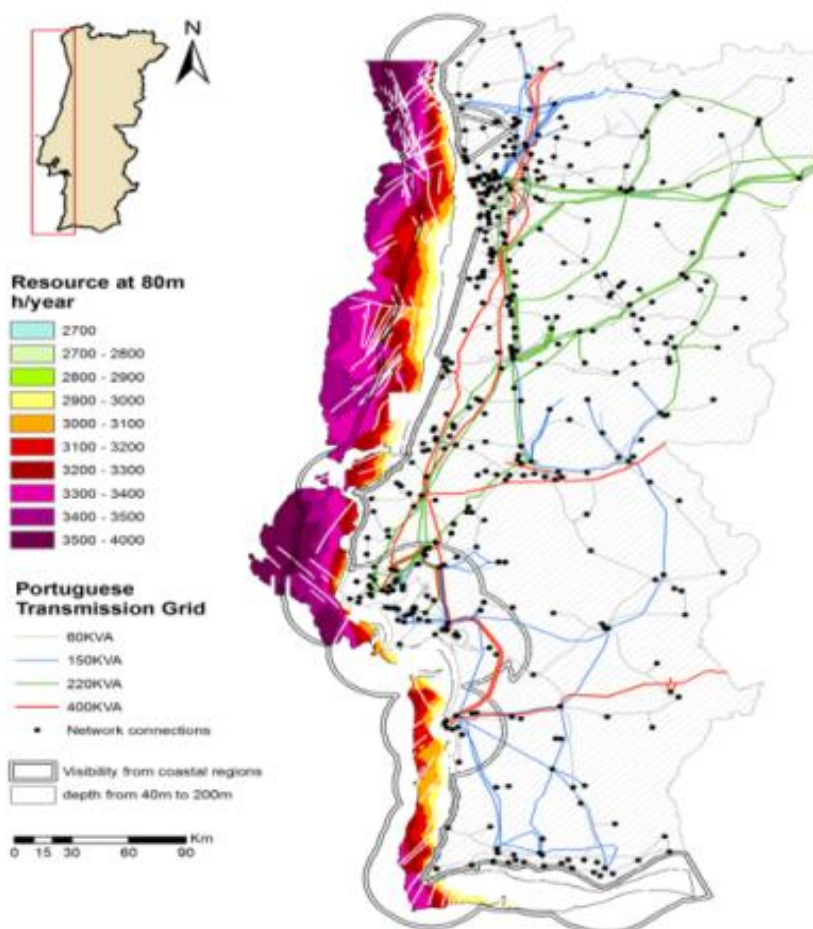 N
Resource at 80m
h/year
2700
2700 - 2800
2800 - 2900
2900 - 3000
3000 - 3100
3100 - 3200
3200 - 3300
3300 - 3400
3400 - 3500
3500 - 4000
Portuguese
Transmission Grid
60KVA
150KVA
220KVA
400KVA
Network connections
Visibility from coastal regions
depth from 40m to 200m
Km
0 15 30 60 90